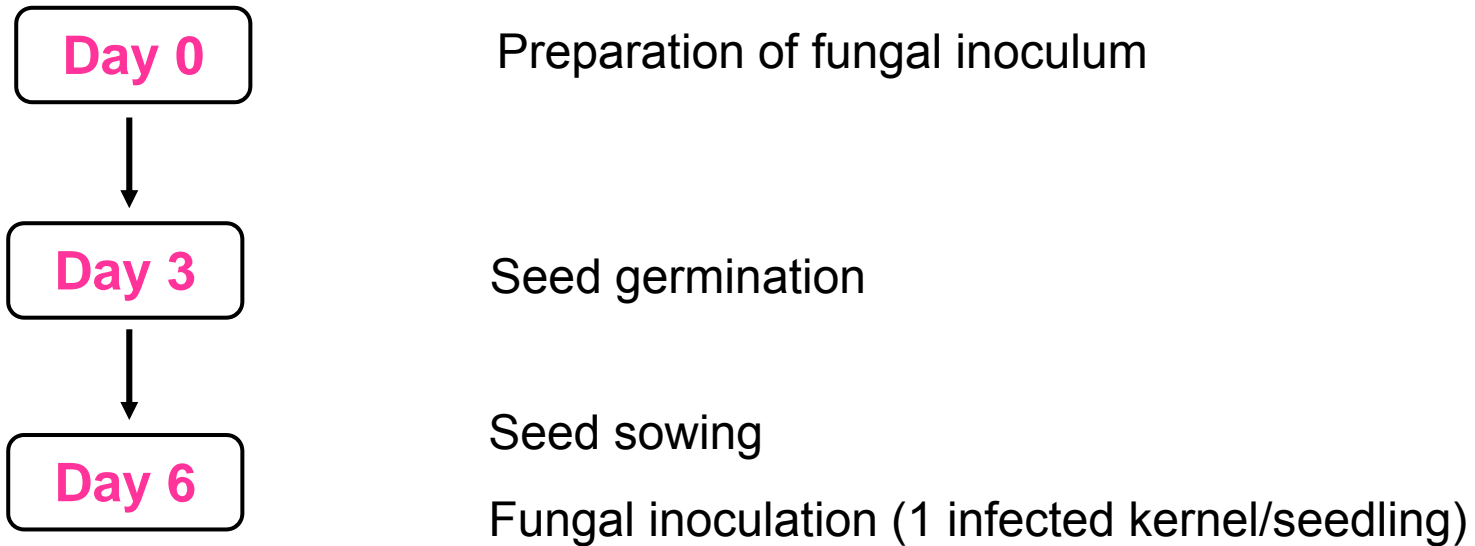 Day 0
Preparation of fungal inoculum
Day 3
Seed germination
Seed sowing
Day 6
Fungal inoculation (1 infected kernel/seedling)